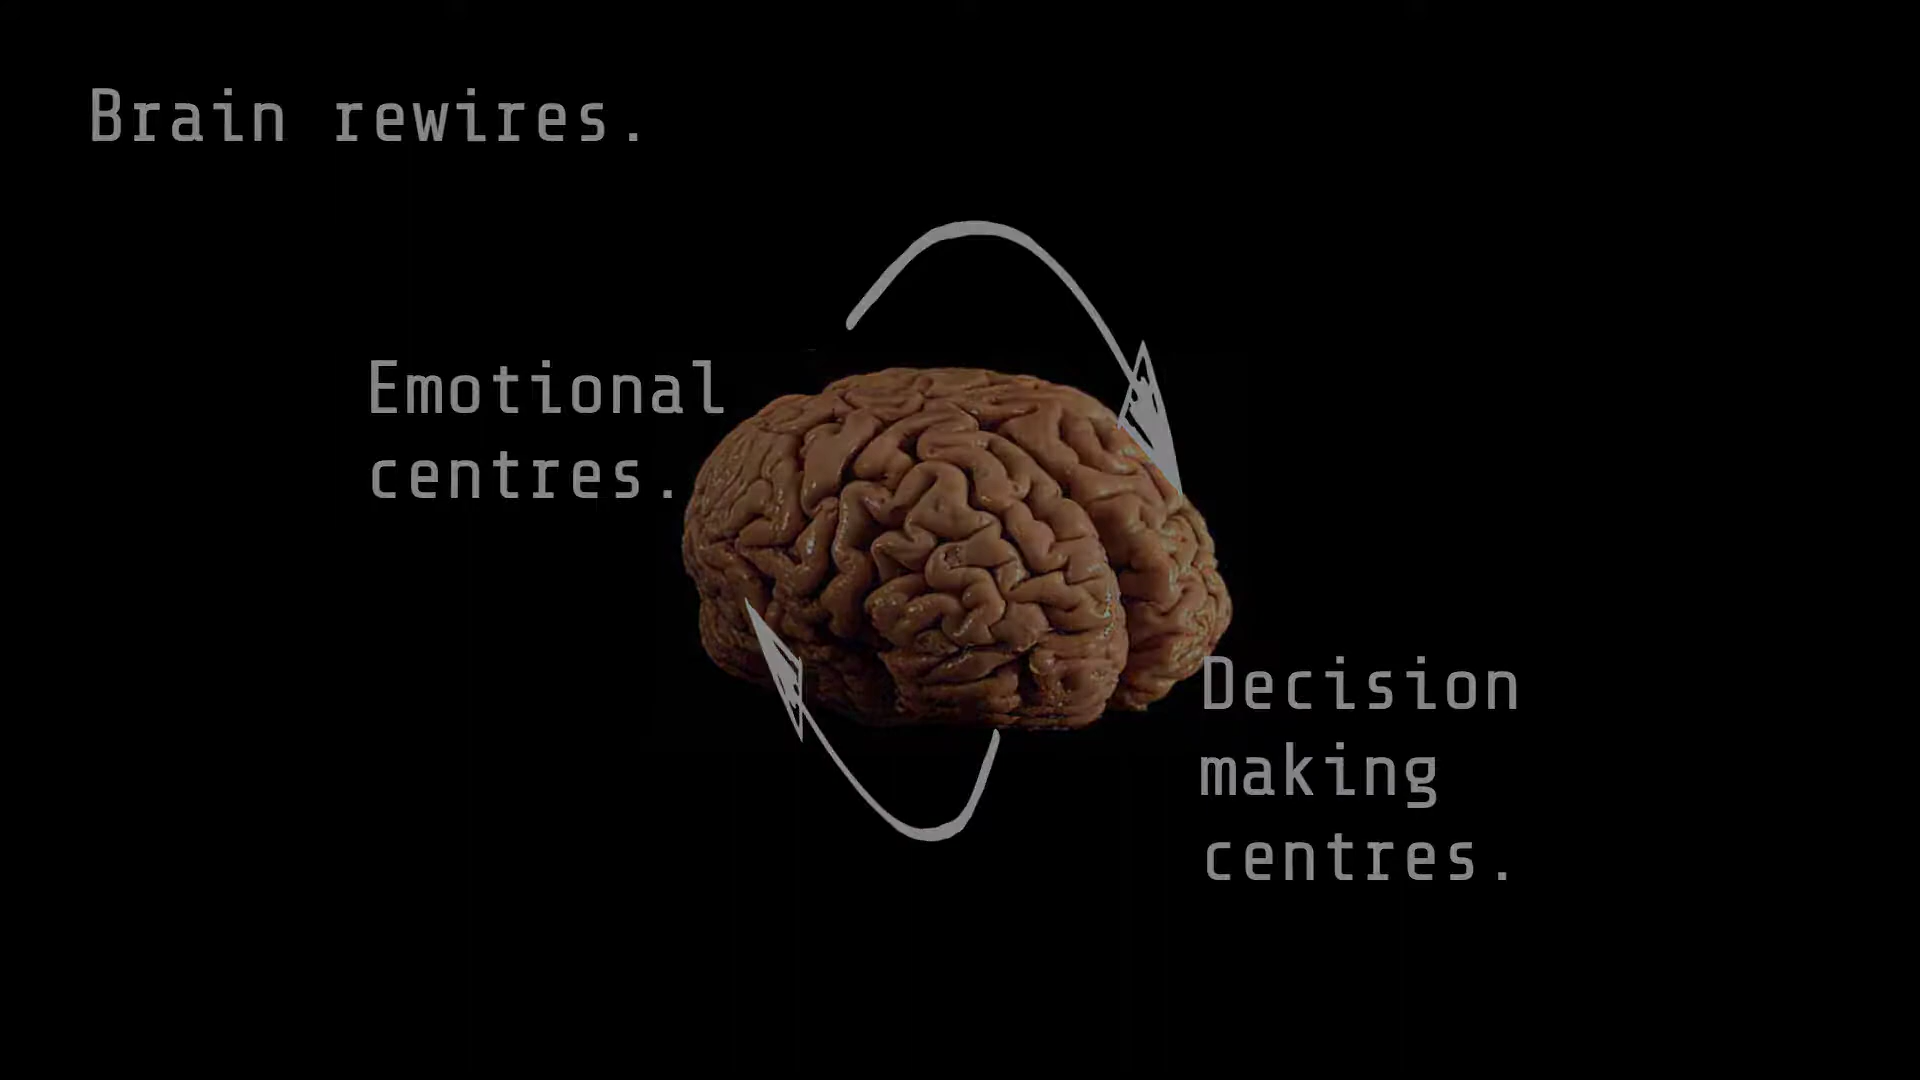 Brain rewires.
Emotional
centres.
Decision
making
centres.